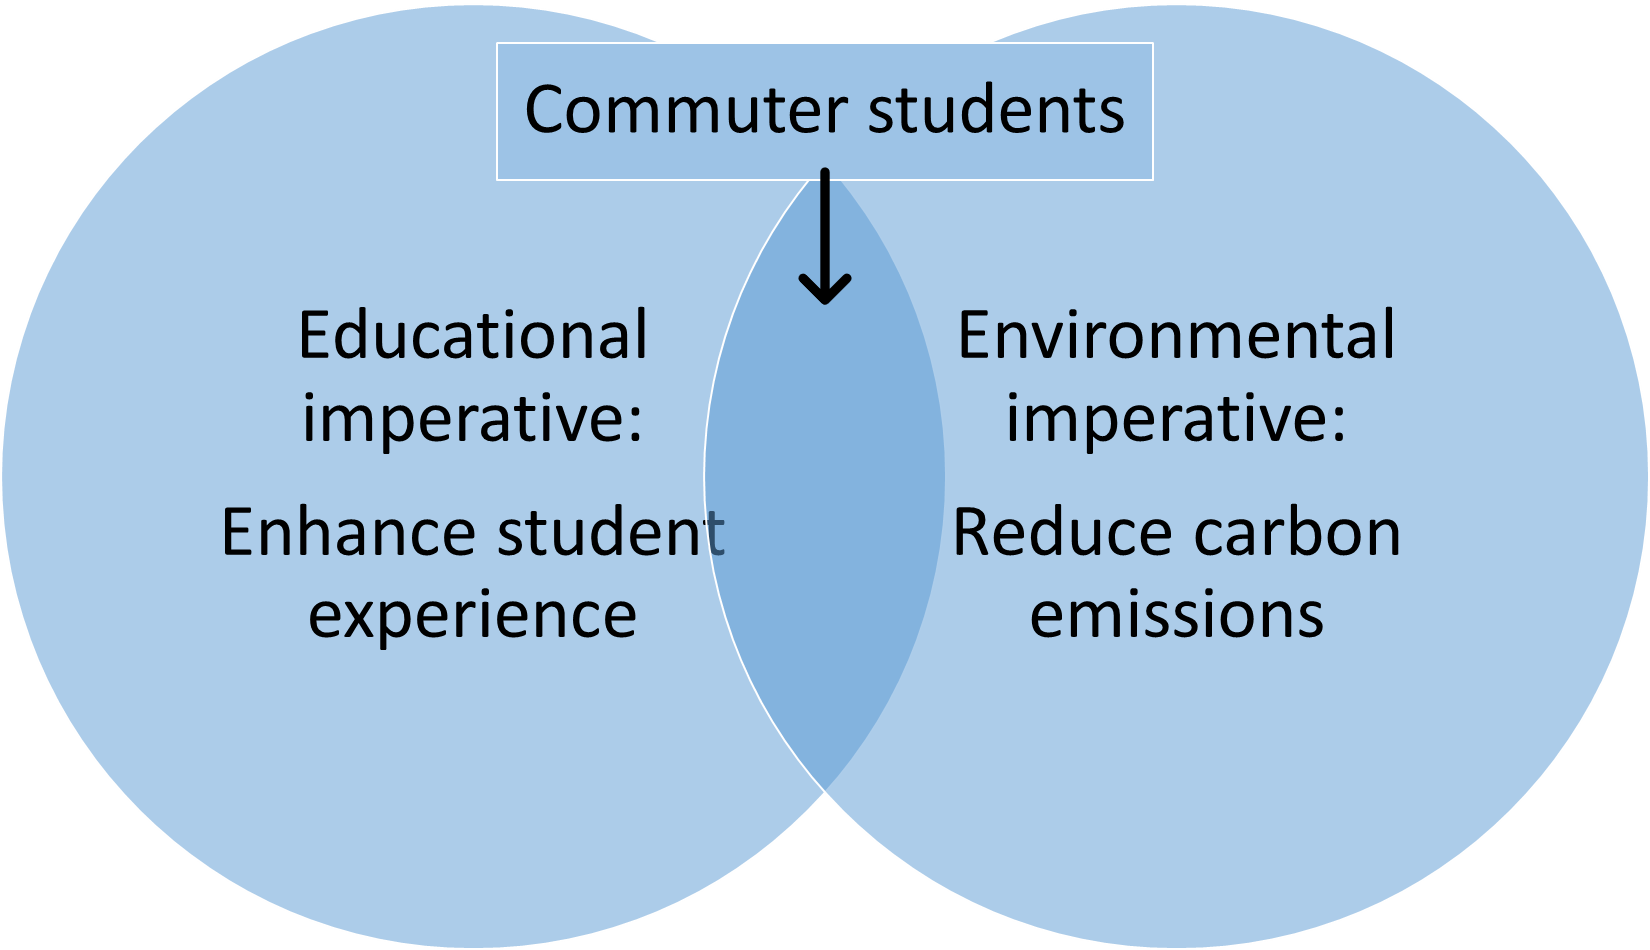 Commuter students
Educational
imperative:
Enhance student
experience
Environmental
imperative:
Reduce carbon
emissions